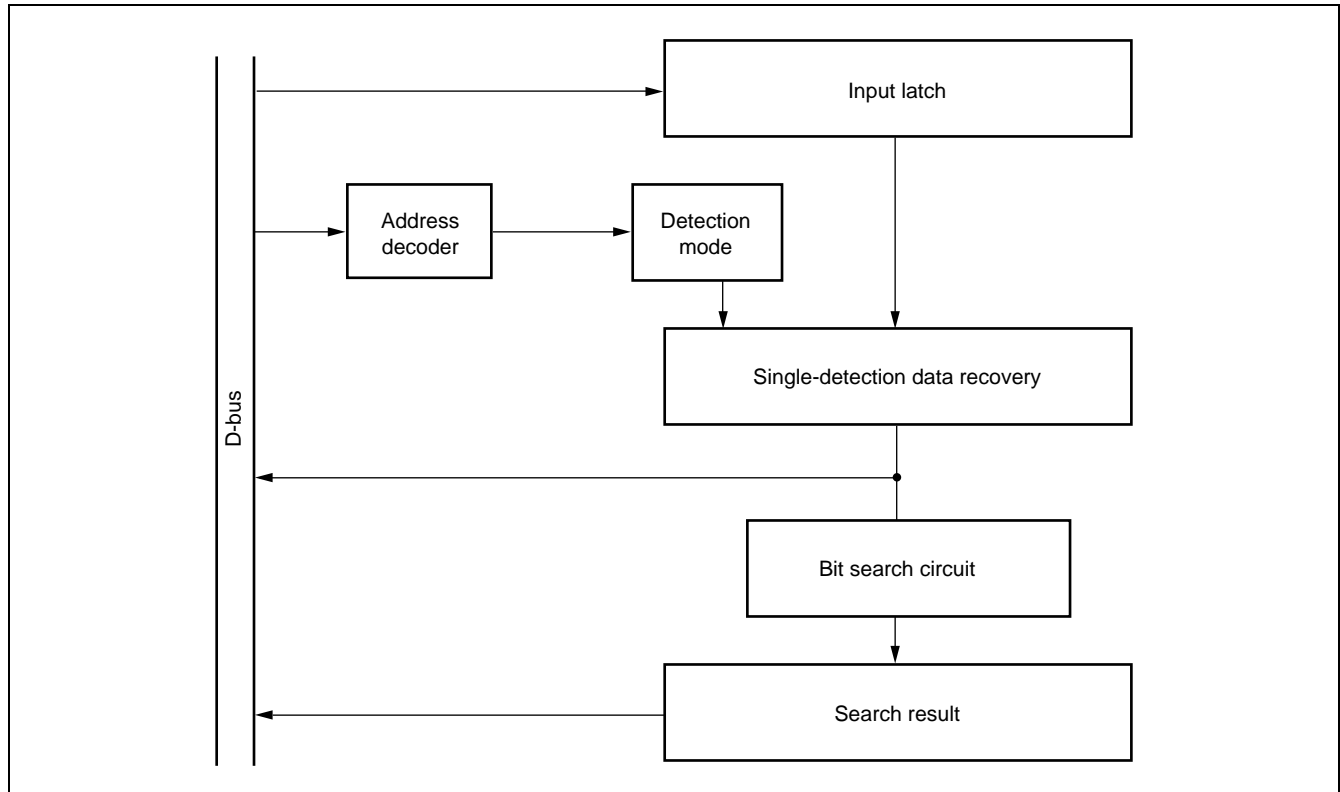 Input latch
Address
decoder
Detection
mode
Single-detection data recovery
D-bus
Bit search circuit
Search result